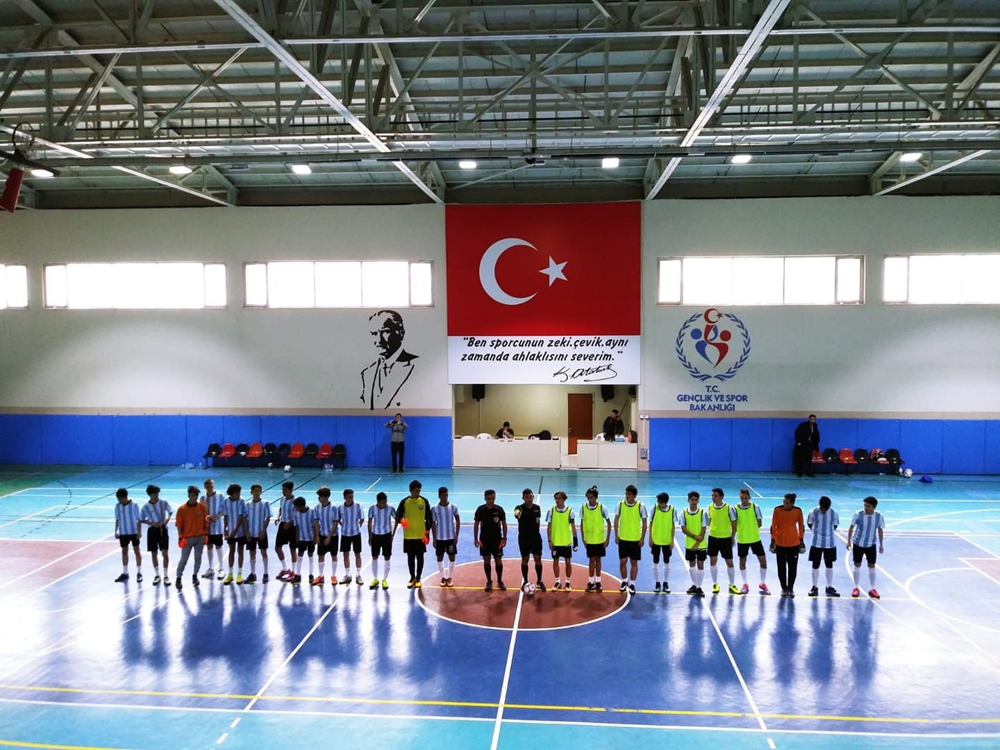 "Ben sporcunun zeki,çevik,aynı
zamanda ahlaklısını severim."
K. Atatürk
T.C.
GENÇLİK VE SPOR
BAKANLIĞI